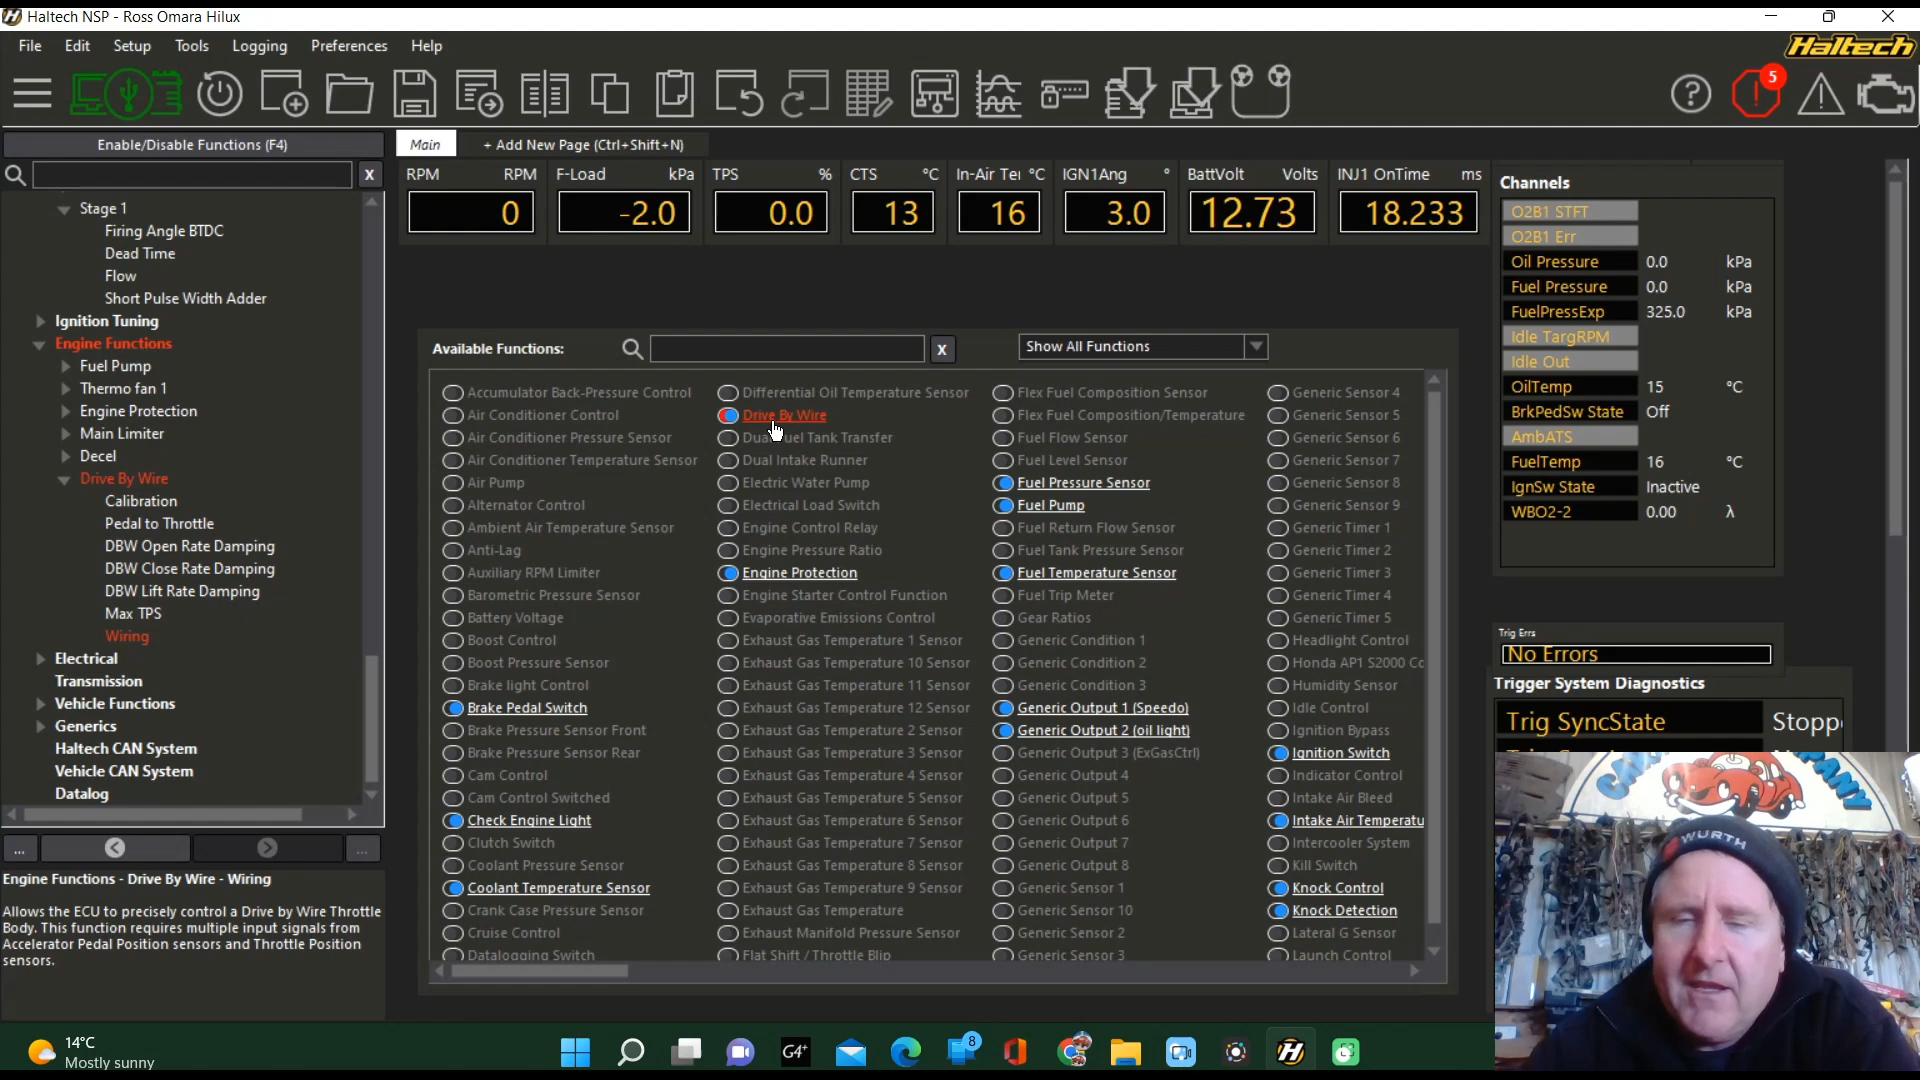 Haltech NSP - Ross Omara Hilux
File Edit Setup Tools Logging Preferences Help
Haltech
5
Enable/Disable Functions (F4)
Main
+ Add New Page (Ctrl+Shift+N)
x
RPM RPM
0
F-Load kPa
-2.0
TPS %
0.0
CTS °C
13
In-Air Ter °C
16
IGN1Ang °
3.0
BattVolt Volts
12.73
INJ1 OnTime ms
18.233
Stage 1
Firing Angle BTDC
Dead Time
Flow
Short Pulse Width Adder
Ignition Tuning
Engine Functions
Fuel Pump
Thermo fan 1
Engine Protection
Main Limiter
Decel
Drive By Wire
Calibration
Pedal to Throttle
DBW Open Rate Damping
DBW Close Rate Damping
DBW Lift Rate Damping
Max TPS
Wiring
Electrical
Transmission
Vehicle Functions
Generics
Haltech CAN System
Vehicle CAN System
Datalog
... ...
Engine Functions - Drive By Wire - Wiring
Allows the ECU to precisely control a Drive by Wire Throttle
Body. This function requires multiple input signals from
Accelerator Pedal Position sensors and Throttle Position
sensors.
Available Functions:
x
Show All Functions
Accumulator Back-Pressure Control
Air Conditioner Control
Air Conditioner Pressure Sensor
Air Conditioner Temperature Sensor
Air Pump
Alternator Control
Ambient Air Temperature Sensor
Anti-Lag
Auxiliary RPM Limiter
Barometric Pressure Sensor
Battery Voltage
Boost Control
Boost Pressure Sensor
Brake light Control
Brake Pedal Switch
Brake Pressure Sensor Front
Brake Pressure Sensor Rear
Cam Control
Cam Control Switched
Check Engine Light
Clutch Switch
Coolant Pressure Sensor
Coolant Temperature Sensor
Crank Case Pressure Sensor
Cruise Control
Datalogging Switch
Differential Oil Temperature Sensor
Drive By Wire
Dual Fuel Tank Transfer
Dual Intake Runner
Electric Water Pump
Electrical Load Switch
Engine Control Relay
Engine Pressure Ratio
Engine Protection
Engine Starter Control Function
Evaporative Emissions Control
Exhaust Gas Temperature 1 Sensor
Exhaust Gas Temperature 10 Sensor
Exhaust Gas Temperature 11 Sensor
Exhaust Gas Temperature 12 Sensor
Exhaust Gas Temperature 2 Sensor
Exhaust Gas Temperature 3 Sensor
Exhaust Gas Temperature 4 Sensor
Exhaust Gas Temperature 5 Sensor
Exhaust Gas Temperature 6 Sensor
Exhaust Gas Temperature 7 Sensor
Exhaust Gas Temperature 8 Sensor
Exhaust Gas Temperature 9 Sensor
Exhaust Gas Temperature
Exhaust Manifold Pressure Sensor
Flat Shift / Throttle Blip
Flex Fuel Composition Sensor
Flex Fuel Composition/Temperature
Fuel Flow Sensor
Fuel Level Sensor
Fuel Pressure Sensor
Fuel Pump
Fuel Return Flow Sensor
Fuel Tank Pressure Sensor
Fuel Temperature Sensor
Fuel Trip Meter
Gear Ratios
Generic Condition 1
Generic Condition 2
Generic Condition 3
Generic Output 1 (Speedo)
Generic Output 2 (oil light)
Generic Output 3 (ExGasCtrl)
Generic Output 4
Generic Output 5
Generic Output 6
Generic Output 7
Generic Output 8
Generic Sensor 1
Generic Sensor 10
Generic Sensor 2
Generic Sensor 3
Generic Sensor 4
Generic Sensor 5
Generic Sensor 6
Generic Sensor 7
Generic Sensor 8
Generic Sensor 9
Generic Timer 1
Generic Timer 2
Generic Timer 3
Generic Timer 4
Generic Timer 5
Headlight Control
Honda AP1 S2000 Cc
Humidity Sensor
Idle Control
Ignition Bypass
Ignition Switch
Indicator Control
Intake Air Bleed
Intake Air Temperatu
Intercooler System
Kill Switch
Knock Control
Knock Detection
Lateral G Sensor
Launch Control
Channels
O2B1 STFT
O2B1 Err
Oil Pressure 0.0 kPa
Fuel Pressure 0.0 kPa
FuelPressExp 325.0 kPa
Idle TargRPM
Idle Out
OilTemp 15 °C
BrkPedSw State Off
AmbATS
FuelTemp 16 °C
IgnSw State Inactive
WBO2-2 0.00 λ
Trig Errs
No Errors
Trigger System Diagnostics
Trig SyncState Stopp
WURTH
14°C
Mostly sunny
G4+
8